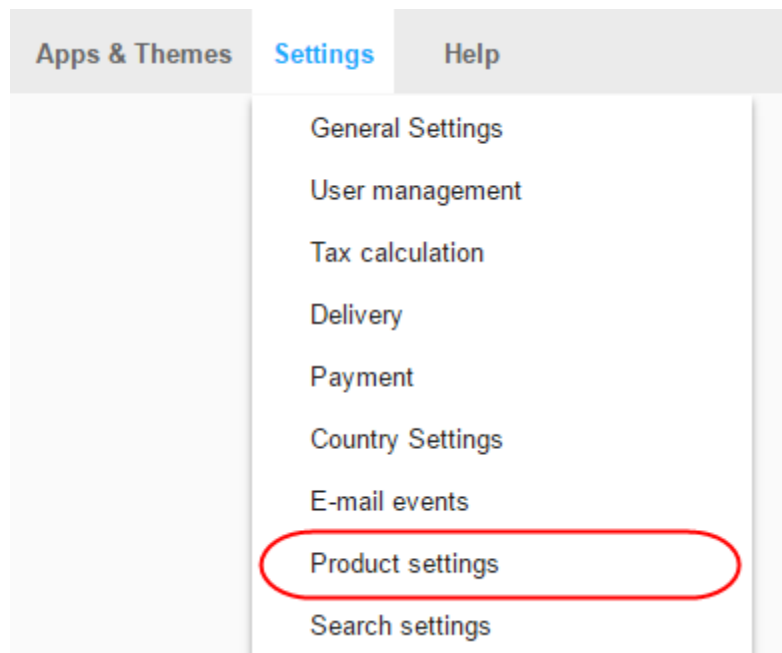 Apps & Themes Settings Help
General Settings
User management
Tax calculation
Delivery
Payment
Country Settings
E-mail events
Product settings
Search settings